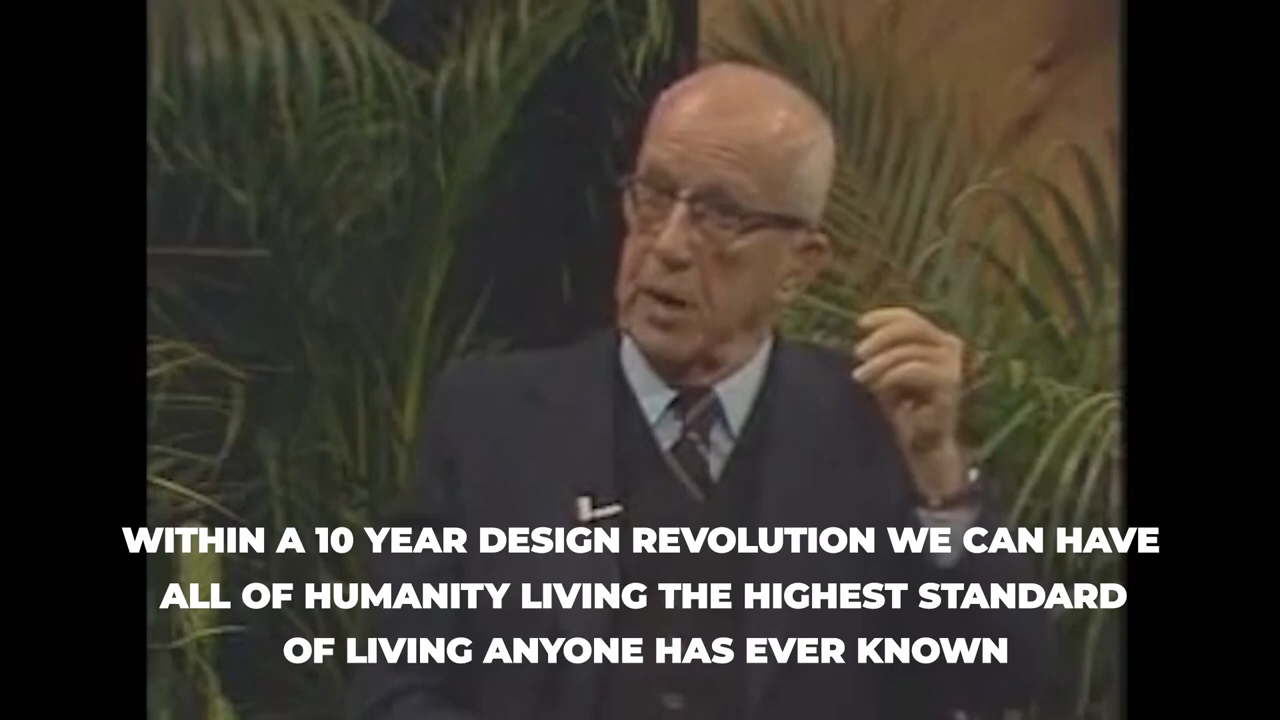 WITHIN A 10 YEAR DESIGN REVOLUTION WE CAN HAVE
ALL OF HUMANITY LIVING THE HIGHEST STANDARD
OF LIVING ANYONE HAS EVER KNOWN